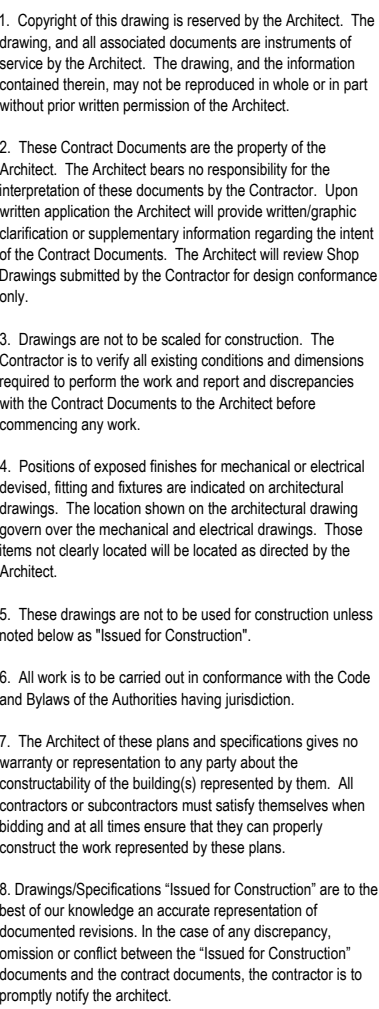 1. Copyright of this drawing is reserved by the Architect. The
drawing, and all associated documents are instruments of
service by the Architect. The drawing, and the information
contained therein, may not be reproduced in whole or in part
without prior written permission of the Architect.
2. These Contract Documents are the property of the
Architect. The Architect bears no responsibility for the
interpretation of these documents by the Contractor. Upon
written application the Architect will provide written/graphic
clarification or supplementary information regarding the intent
of the Contract Documents. The Architect will review Shop
Drawings submitted by the Contractor for design conformance
only.
3. Drawings are not to be scaled for construction. The
Contractor is to verify all existing conditions and dimensions
required to perform the work and report and discrepancies
with the Contract Documents to the Architect before
commencing any work.
4. Positions of exposed finishes for mechanical or electrical
devised, fitting and fixtures are indicated on architectural
drawings. The location shown on the architectural drawing
govern over the mechanical and electrical drawings. Those
items not clearly located will be located as directed by the
Architect.
5. These drawings are not to be used for construction unless
noted below as "Issued for Construction".
6. All work is to be carried out in conformance with the Code
and Bylaws of the Authorities having jurisdiction.
7. The Architect of these plans and specifications gives no
warranty or representation to any party about the
constructability of the building(s) represented by them. All
contractors or subcontractors must satisfy themselves when
bidding and at all times ensure that they can properly
construct the work represented by these plans.
8. Drawings/Specifications “Issued for Construction” are to the
best of our knowledge an accurate representation of
documented revisions. In the case of any discrepancy,
omission or conflict between the “Issued for Construction”
documents and the contract documents, the contractor is to
promptly notify the architect.